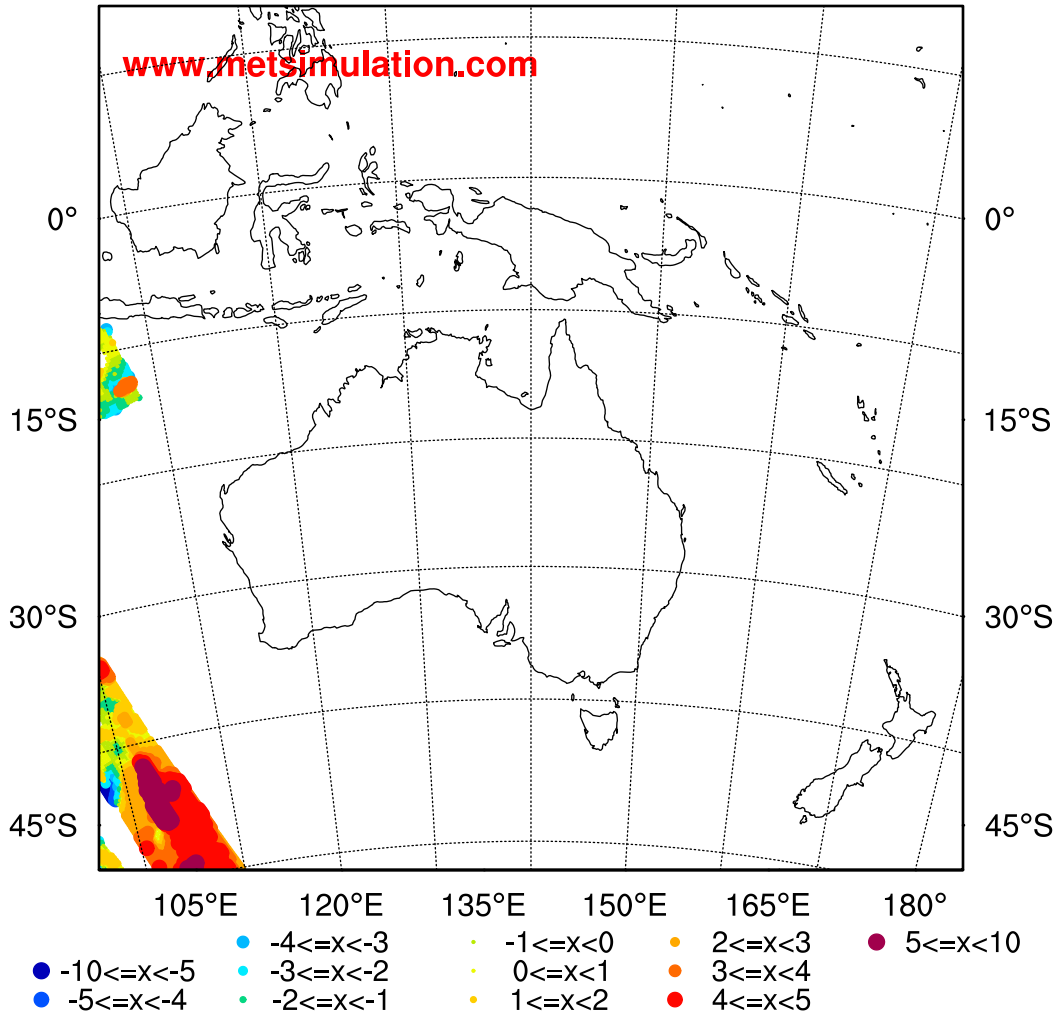 www.metsimulation.com
0° 0°
15°S 15°S
30°S 30°S
45°S 45°S
105°E 120°E 135°E 150°E 165°E 180°
-4<=x<-3 -1<=x<0 2<=x<3 5<=x<10
-10<=x<-5 -3<=x<-2 0<=x<1 3<=x<4
-5<=x<-4 -2<=x<-1 1<=x<2 4<=x<5